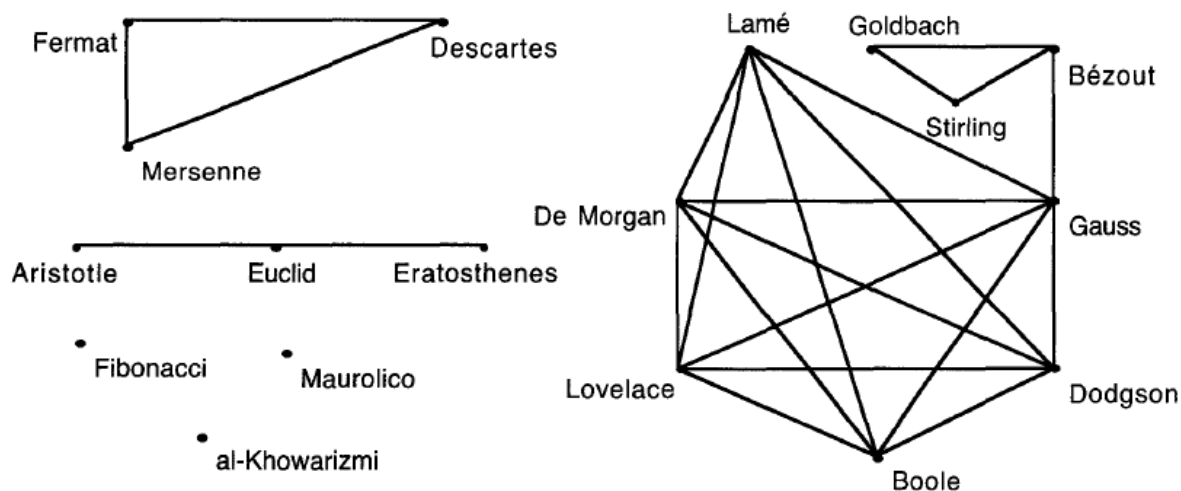 Fermat
Descartes
Mersenne
Aristotle
Euclid
Eratosthenes
Fibonacci
Maurolico
al-Khowarizmi
Lamé
Goldbach
Bézout
Stirling
De Morgan
Gauss
Lovelace
Dodgson
Boole